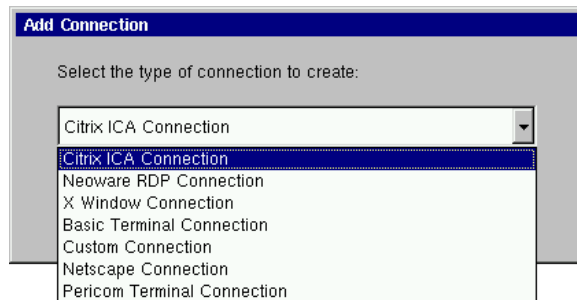 Add Connection
Select the type of connection to create:
Citrix ICA Connection
Citrix ICA Connection
Neoware RDP Connection
X Window Connection
Basic Terminal Connection
Custom Connection
Netscape Connection
Pericom Terminal Connection